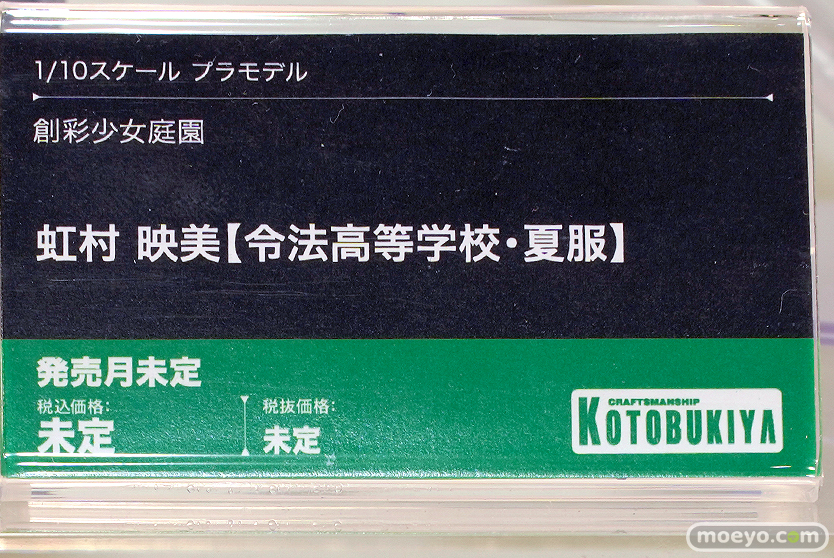 1/10スケール プラモデル
創彩少女庭園
虹村 映美【令法高等学校・夏服】
発売月未定
税込価格:
未定
税抜価格:
未定
CRAFTSMANSHIP
KOTOBUKIYA
moeyo.com